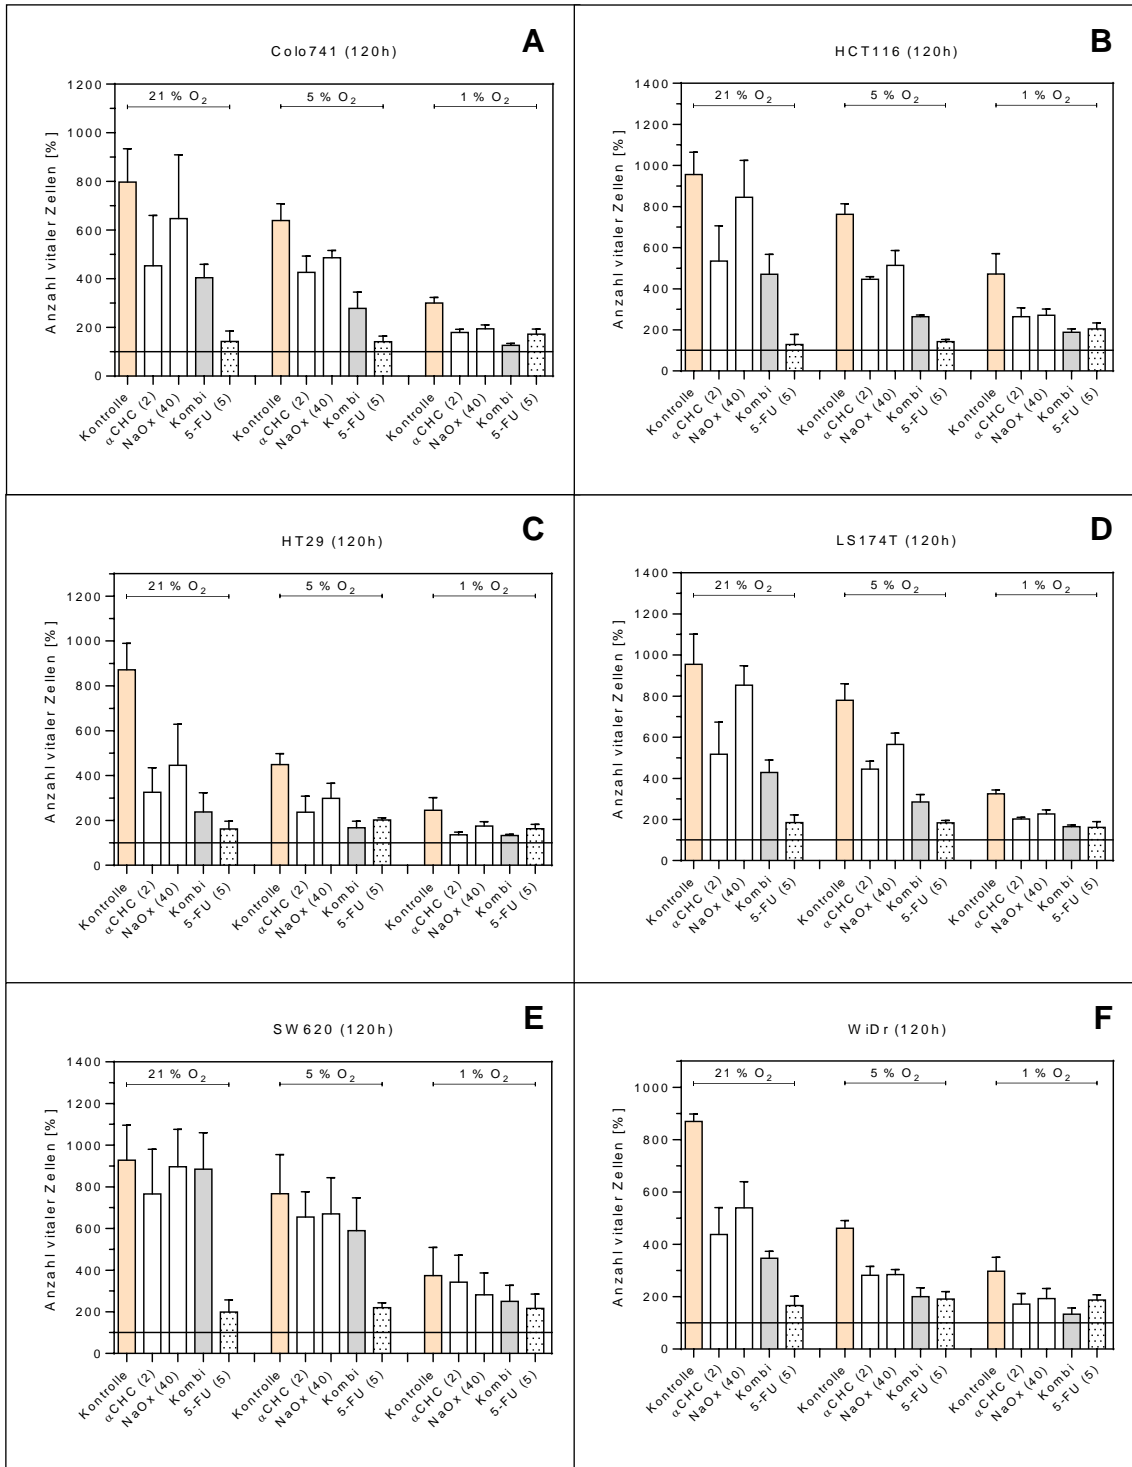 A
Colo741 (120h)
Anzahl vitaler Zellen [%]
1200
1000
800
600
400
200
0
21 % O₂
5 % O₂
1 % O₂
Kontrolle
αCHC (2)
NaOx (40)
Kombi
5-FU (5)
Kontrolle
αCHC (2)
NaOx (40)
Kombi
5-FU (5)
Kontrolle
αCHC (2)
NaOx (40)
Kombi
5-FU (5)
B
HCT116 (120h)
Anzahl vitaler Zellen [%]
1400
1200
1000
800
600
400
200
0
21 % O₂
5 % O₂
1 % O₂
Kontrolle
αCHC (2)
NaOx (40)
Kombi
5-FU (5)
Kontrolle
αCHC (2)
NaOx (40)
Kombi
5-FU (5)
Kontrolle
αCHC (2)
NaOx (40)
Kombi
5-FU (5)
C
HT29 (120h)
Anzahl vitaler Zellen [%]
1200
1000
800
600
400
200
0
21 % O₂
5 % O₂
1 % O₂
Kontrolle
αCHC (2)
NaOx (40)
Kombi
5-FU (5)
Kontrolle
αCHC (2)
NaOx (40)
Kombi
5-FU (5)
Kontrolle
αCHC (2)
NaOx (40)
Kombi
5-FU (5)
D
LS174T (120h)
Anzahl vitaler Zellen [%]
1400
1200
1000
800
600
400
200
0
21 % O₂
5 % O₂
1 % O₂
Kontrolle
αCHC (2)
NaOx (40)
Kombi
5-FU (5)
Kontrolle
αCHC (2)
NaOx (40)
Kombi
5-FU (5)
Kontrolle
αCHC (2)
NaOx (40)
Kombi
5-FU (5)
E
SW620 (120h)
Anzahl vitaler Zellen [%]
1400
1200
1000
800
600
400
200
0
21 % O₂
5 % O₂
1 % O₂
Kontrolle
αCHC (2)
NaOx (40)
Kombi
5-FU (5)
Kontrolle
αCHC (2)
NaOx (40)
Kombi
5-FU (5)
Kontrolle
αCHC (2)
NaOx (40)
Kombi
5-FU (5)
F
WiDr (120h)
Anzahl vitaler Zellen [%]
1000
800
600
400
200
0
21 % O₂
5 % O₂
1 % O₂
Kontrolle
αCHC (2)
NaOx (40)
Kombi
5-FU (5)
Kontrolle
αCHC (2)
NaOx (40)
Kombi
5-FU (5)
Kontrolle
αCHC (2)
NaOx (40)
Kombi
5-FU (5)